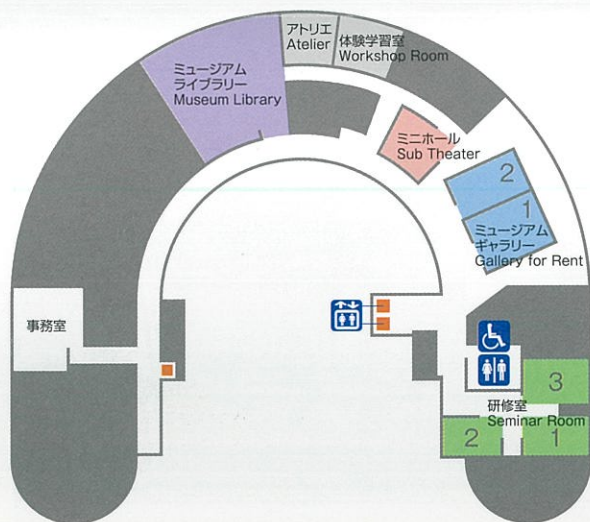 アトリエ
Atelier
体験学習室
Workshop Room
ミュージアム
ライブラリー
Museum Library
ミニホール
Sub Theater
2
1
ミュージアム
ギャラリー
Gallery for Rent
事務室
3
研修室
Seminar Room
2
1